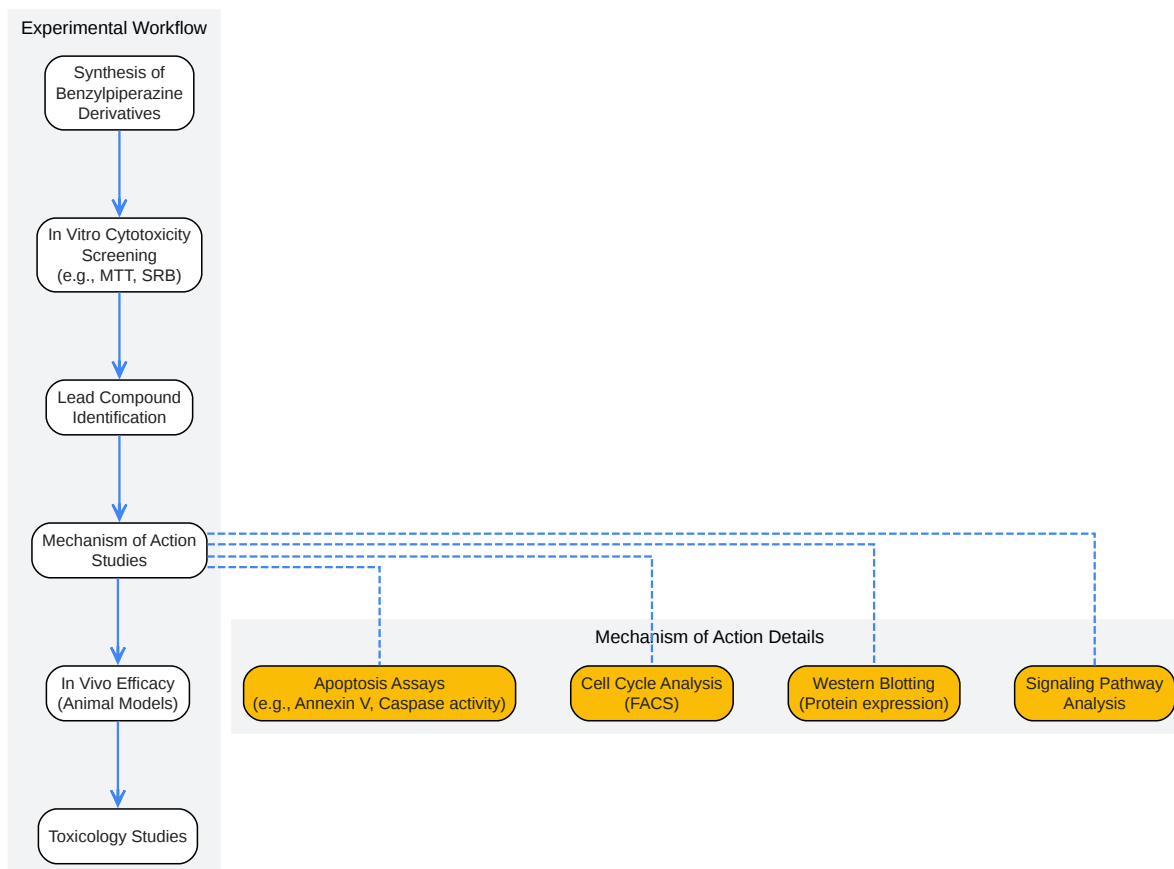 Experimental Workflow
Synthesis of
Benzylpiperazine
Derivatives
In Vitro Cytotoxicity
Screening
(e.g., MTT, SRB)
Lead Compound
Identification
Mechanism of Action
Studies
In Vivo Efficacy
(Animal Models)
Toxicology Studies
Mechanism of Action Details
Apoptosis Assays
(e.g., Annexin V, Caspase activity)
Cell Cycle Analysis
(FACS)
Western Blotting
(Protein expression)
Signaling Pathway
Analysis